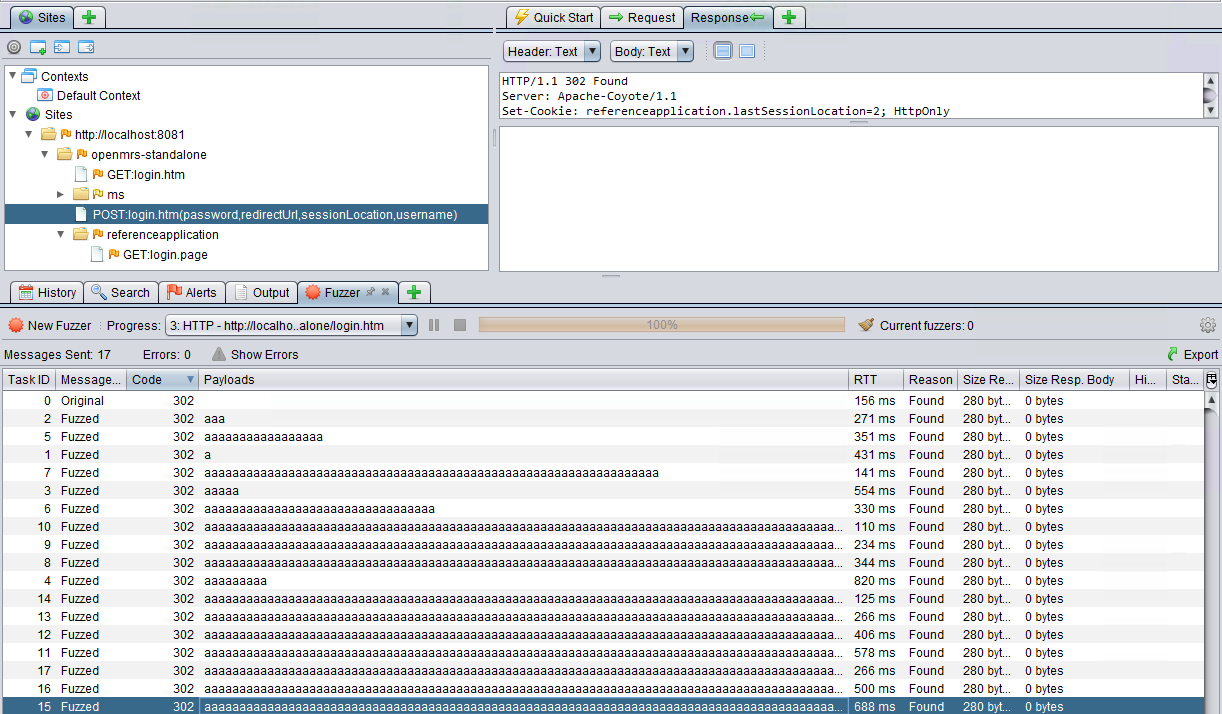 Sites
Quick Start Request Response
Header: Text Body: Text
Contexts
Default Context
Sites
http://localhost:8081
openmrs-standalone
GET:login.htm
ms
POST:login.htm(password,redirectUrl,sessionLocation,username)
referenceapplication
GET:login.page
HTTP/1.1 302 Found
Server: Apache-Coyote/1.1
Set-Cookie: referenceapplication.lastSessionLocation=2; HttpOnly
History Search Alerts Output Fuzzer
New Fuzzer Progress: 3: HTTP - http://localho..alone/login.htm 100% Current fuzzers: 0
Messages Sent: 17 Errors: 0 Show Errors Export
Task ID Message... Code Payloads RTT Reason Size Re... Size Resp. Body Hi... Sta...
0 Original 302 156 ms Found 280 byt... 0 bytes
2 Fuzzed 302 aaa 271 ms Found 280 byt... 0 bytes
5 Fuzzed 302 aaaaaaaaaaaaaaaaa 351 ms Found 280 byt... 0 bytes
1 Fuzzed 302 a 431 ms Found 280 byt... 0 bytes
7 Fuzzed 302 aaaaaaaaaaaaaaaaaaaaaaaaaaaaaaaaaaaaaaaaaaaaaaaaaaaaaaaaaaaaaaaaa 141 ms Found 280 byt... 0 bytes
3 Fuzzed 302 aaaaa 554 ms Found 280 byt... 0 bytes
6 Fuzzed 302 aaaaaaaaaaaaaaaaaaaaaaaaaaaaaaaaa 330 ms Found 280 byt... 0 bytes
10 Fuzzed 302 aaaaaaaaaaaaaaaaaaaaaaaaaaaaaaaaaaaaaaaaaaaaaaaaaaaaaaaaaaaaaaaaaaaaaaaaaaaaaaaaaaaaaaaaaa... 110 ms Found 280 byt... 0 bytes
9 Fuzzed 302 aaaaaaaaaaaaaaaaaaaaaaaaaaaaaaaaaaaaaaaaaaaaaaaaaaaaaaaaaaaaaaaaaaaaaaaaaaaaaaaaaaaaaaaaaa... 234 ms Found 280 byt... 0 bytes
8 Fuzzed 302 aaaaaaaaaaaaaaaaaaaaaaaaaaaaaaaaaaaaaaaaaaaaaaaaaaaaaaaaaaaaaaaaaaaaaaaaaaaaaaaaaaaaaaaaaa... 344 ms Found 280 byt... 0 bytes
4 Fuzzed 302 aaaaaaaaa 820 ms Found 280 byt... 0 bytes
14 Fuzzed 302 aaaaaaaaaaaaaaaaaaaaaaaaaaaaaaaaaaaaaaaaaaaaaaaaaaaaaaaaaaaaaaaaaaaaaaaaaaaaaaaaaaaaaaaaaa... 125 ms Found 280 byt... 0 bytes
13 Fuzzed 302 aaaaaaaaaaaaaaaaaaaaaaaaaaaaaaaaaaaaaaaaaaaaaaaaaaaaaaaaaaaaaaaaaaaaaaaaaaaaaaaaaaaaaaaaaa... 266 ms Found 280 byt... 0 bytes
12 Fuzzed 302 aaaaaaaaaaaaaaaaaaaaaaaaaaaaaaaaaaaaaaaaaaaaaaaaaaaaaaaaaaaaaaaaaaaaaaaaaaaaaaaaaaaaaaaaaa... 406 ms Found 280 byt... 0 bytes
11 Fuzzed 302 aaaaaaaaaaaaaaaaaaaaaaaaaaaaaaaaaaaaaaaaaaaaaaaaaaaaaaaaaaaaaaaaaaaaaaaaaaaaaaaaaaaaaaaaaa... 578 ms Found 280 byt... 0 bytes
17 Fuzzed 302 aaaaaaaaaaaaaaaaaaaaaaaaaaaaaaaaaaaaaaaaaaaaaaaaaaaaaaaaaaaaaaaaaaaaaaaaaaaaaaaaaaaaaaaaaa... 266 ms Found 280 byt... 0 bytes
16 Fuzzed 302 aaaaaaaaaaaaaaaaaaaaaaaaaaaaaaaaaaaaaaaaaaaaaaaaaaaaaaaaaaaaaaaaaaaaaaaaaaaaaaaaaaaaaaaaaa... 500 ms Found 280 byt... 0 bytes
15 Fuzzed 302 aaaaaaaaaaaaaaaaaaaaaaaaaaaaaaaaaaaaaaaaaaaaaaaaaaaaaaaaaaaaaaaaaaaaaaaaaaaaaaaaaaaaaaaaaa... 688 ms Found 280 byt... 0 bytes